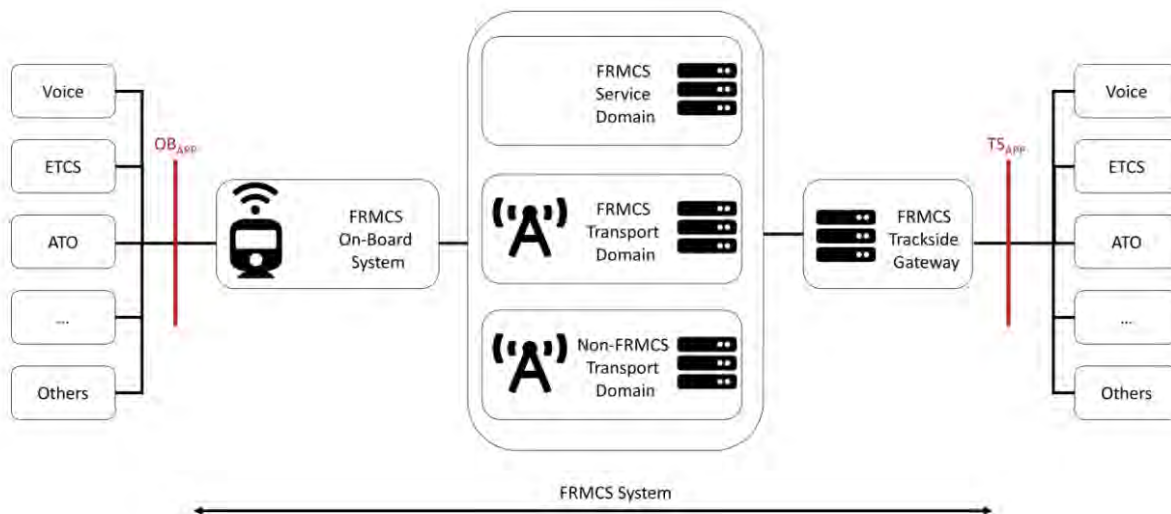 Voice
ETCS
ATO
...
Others
OBAPP
FRMCS
On-Board
System
FRMCS
Service
Domain
FRMCS
Transport
Domain
Non-FRMCS
Transport
Domain
FRMCS
Trackside
Gateway
TSAPP
Voice
ETCS
ATO
...
Others
FRMCS System